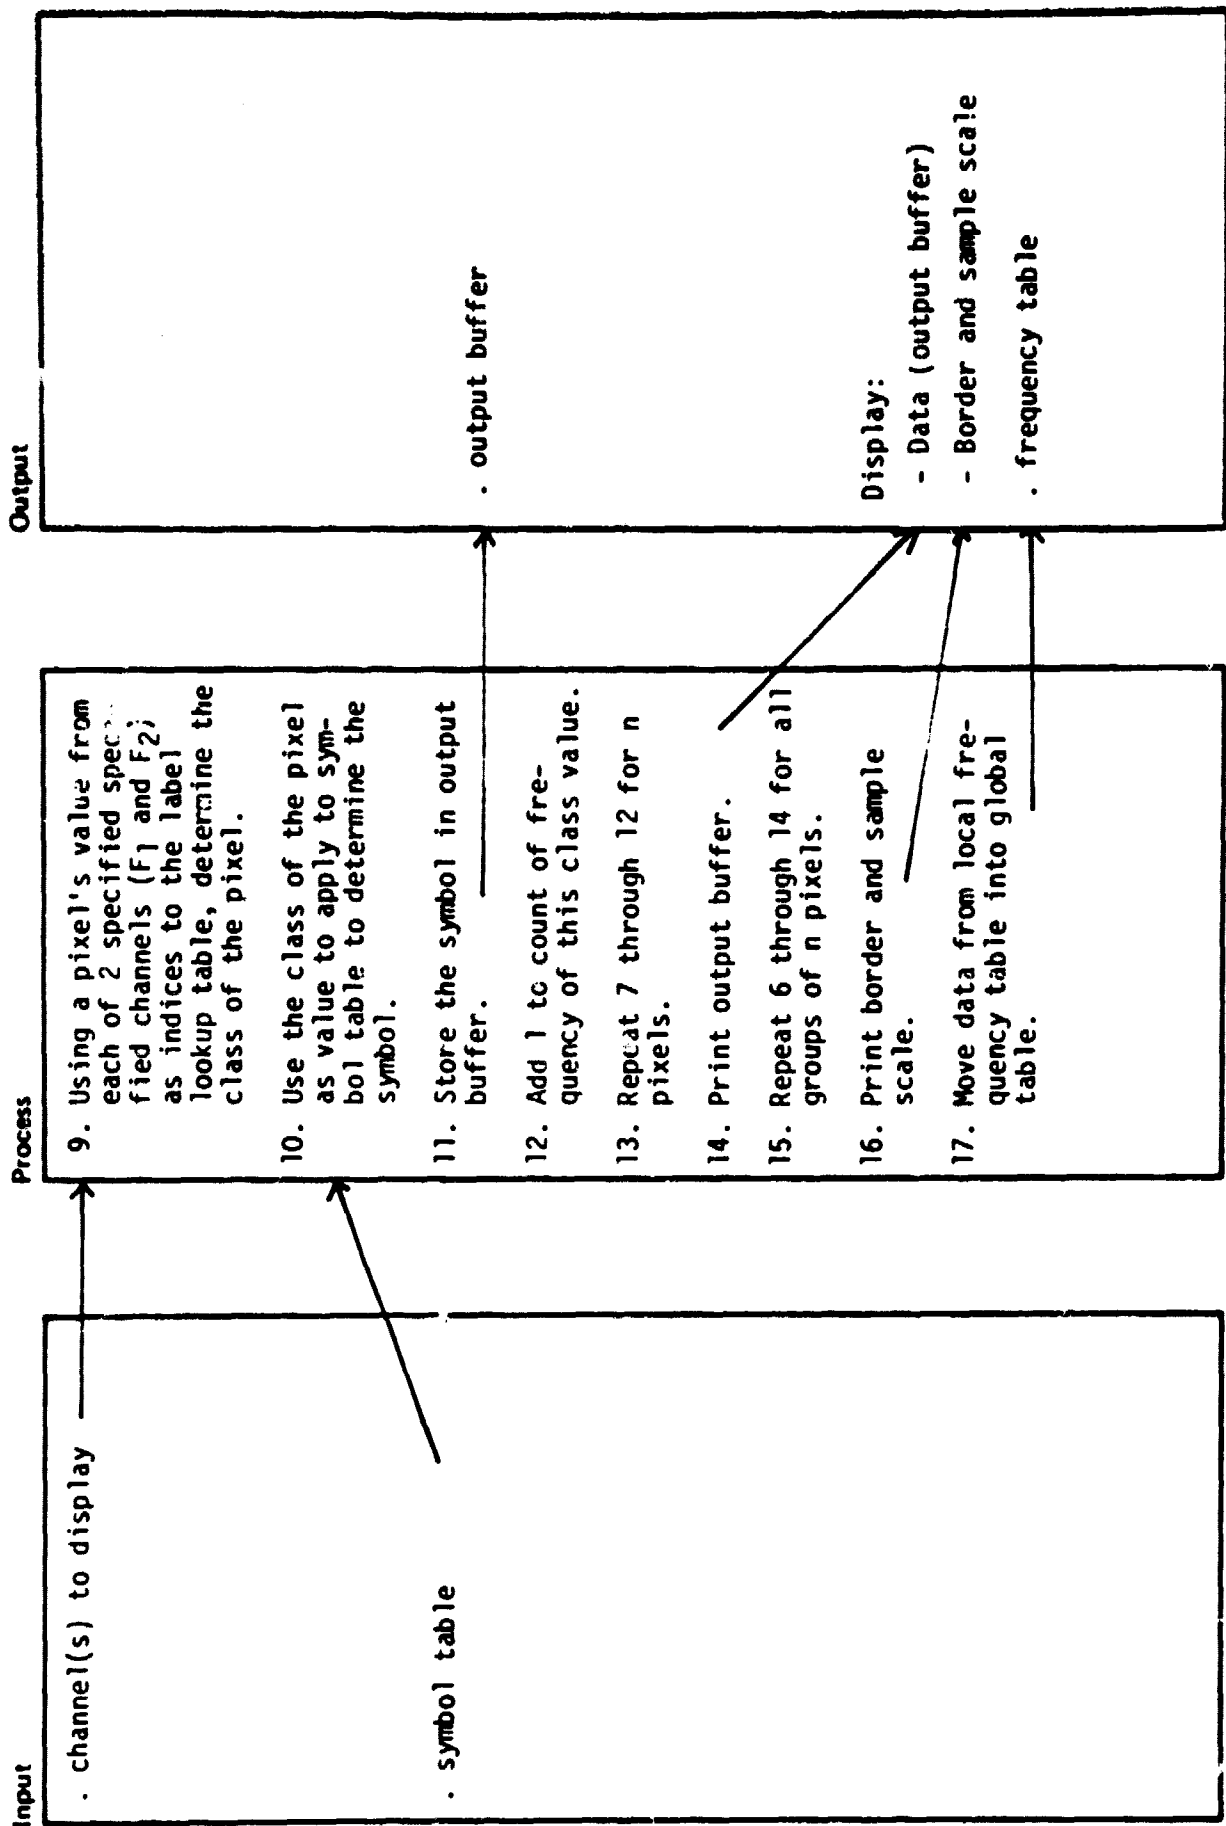 Input
. channel(s) to display
. symbol table
Process
9. Using a pixel's value from
each of 2 specified speci-
fied channels (F1 and F2)
as indices to the label
lookup table, determine the
class of the pixel.
10. Use the class of the pixel
as value to apply to sym-
bol table to determine the
symbol.
11. Store the symbol in output
buffer.
12. Add 1 to count of fre-
quency of this class value.
13. Repeat 7 through 12 for n
pixels.
14. Print output buffer.
15. Repeat 6 through 14 for all
groups of n pixels.
16. Print border and sample
scale.
17. Move data from local fre-
quency table into global
table.
Output
. output buffer
Display:
- Data (output buffer)
- Border and sample scale
. frequency table